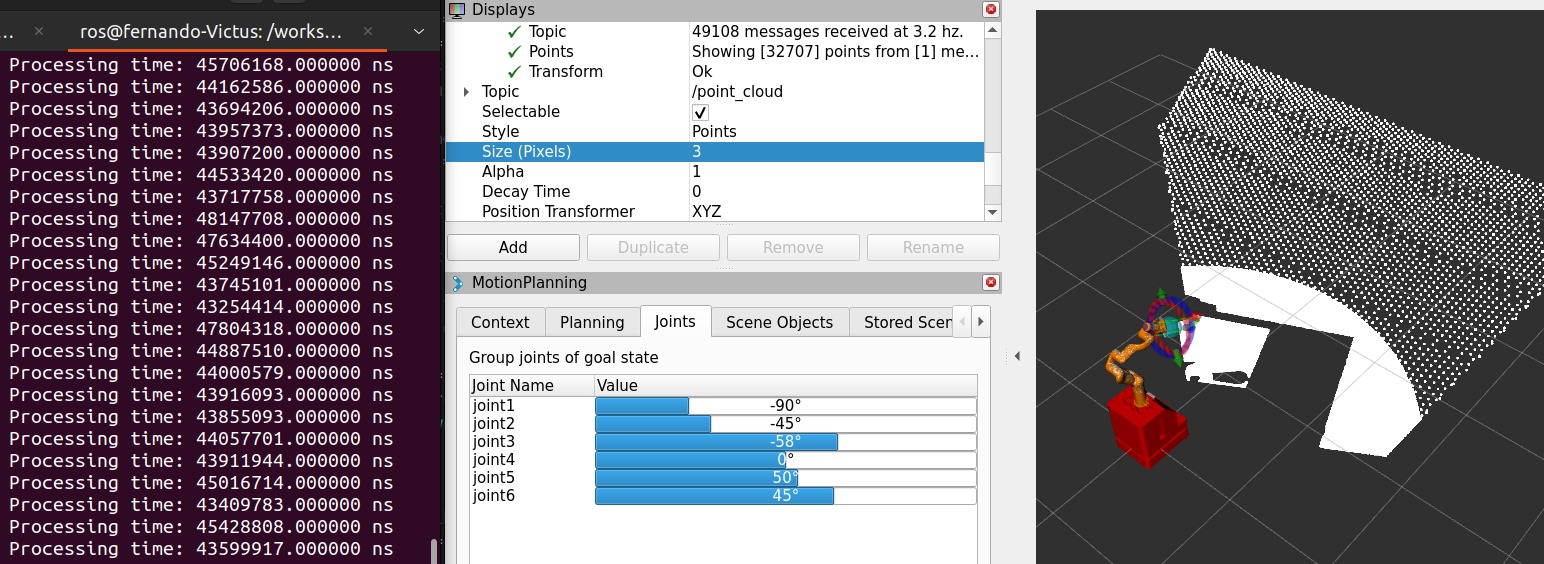 ... ×
ros@fernando-Victus: /works... ×
Processing time: 45706168.000000 ns
Processing time: 44162586.000000 ns
Processing time: 43694206.000000 ns
Processing time: 43957373.000000 ns
Processing time: 43907200.000000 ns
Processing time: 44533420.000000 ns
Processing time: 43717758.000000 ns
Processing time: 48147708.000000 ns
Processing time: 47634400.000000 ns
Processing time: 45249146.000000 ns
Processing time: 43745101.000000 ns
Processing time: 43254414.000000 ns
Processing time: 47804318.000000 ns
Processing time: 44887510.000000 ns
Processing time: 44000579.000000 ns
Processing time: 43916093.000000 ns
Processing time: 43855093.000000 ns
Processing time: 44057701.000000 ns
Processing time: 43911944.000000 ns
Processing time: 45016714.000000 ns
Processing time: 43409783.000000 ns
Processing time: 45428808.000000 ns
Processing time: 43599917.000000 ns
Displays
Topic 49108 messages received at 3.2 hz.
Points Showing [32707] points from [1] me...
Transform Ok
Topic /point_cloud
Selectable
Style Points
Size (Pixels) 3
Alpha 1
Decay Time 0
Position Transformer XYZ
Add Duplicate Remove Rename
MotionPlanning
Context Planning Joints Scene Objects Stored Scen
Group joints of goal state
Joint Name Value
joint1 -90°
joint2 -45°
joint3 -58°
joint4 0°
joint5 50°
joint6 45°